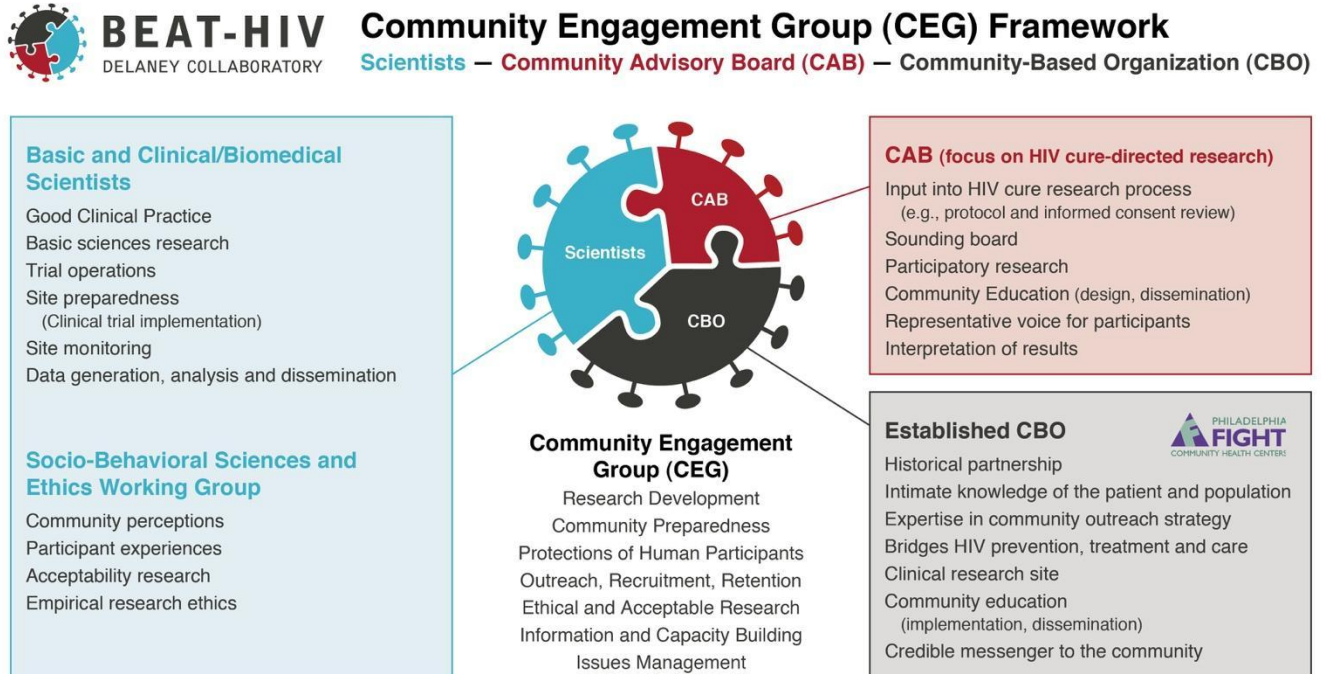 BEAT-HIV
DELANEY COLLABORATORY
Community Engagement Group (CEG) Framework
Scientists — Community Advisory Board (CAB) — Community-Based Organization (CBO)
Basic and Clinical/Biomedical
Scientists
Good Clinical Practice
Basic sciences research
Trial operations
Site preparedness
(Clinical trial implementation)
Site monitoring
Data generation, analysis and dissemination
Socio-Behavioral Sciences and
Ethics Working Group
Community perceptions
Participant experiences
Acceptability research
Empirical research ethics
Scientists
CAB
CBO
Community Engagement
Group (CEG)
Research Development
Community Preparedness
Protections of Human Participants
Outreach, Recruitment, Retention
Ethical and Acceptable Research
Information and Capacity Building
Issues Management
CAB (focus on HIV cure-directed research)
Input into HIV cure research process
(e.g., protocol and informed consent review)
Sounding board
Participatory research
Community Education (design, dissemination)
Representative voice for participants
Interpretation of results
Established CBO
PHILADELPHIA
FIGHT
COMMUNITY HEALTH CENTERS
Historical partnership
Intimate knowledge of the patient and population
Expertise in community outreach strategy
Bridges HIV prevention, treatment and care
Clinical research site
Community education
(implementation, dissemination)
Credible messenger to the community